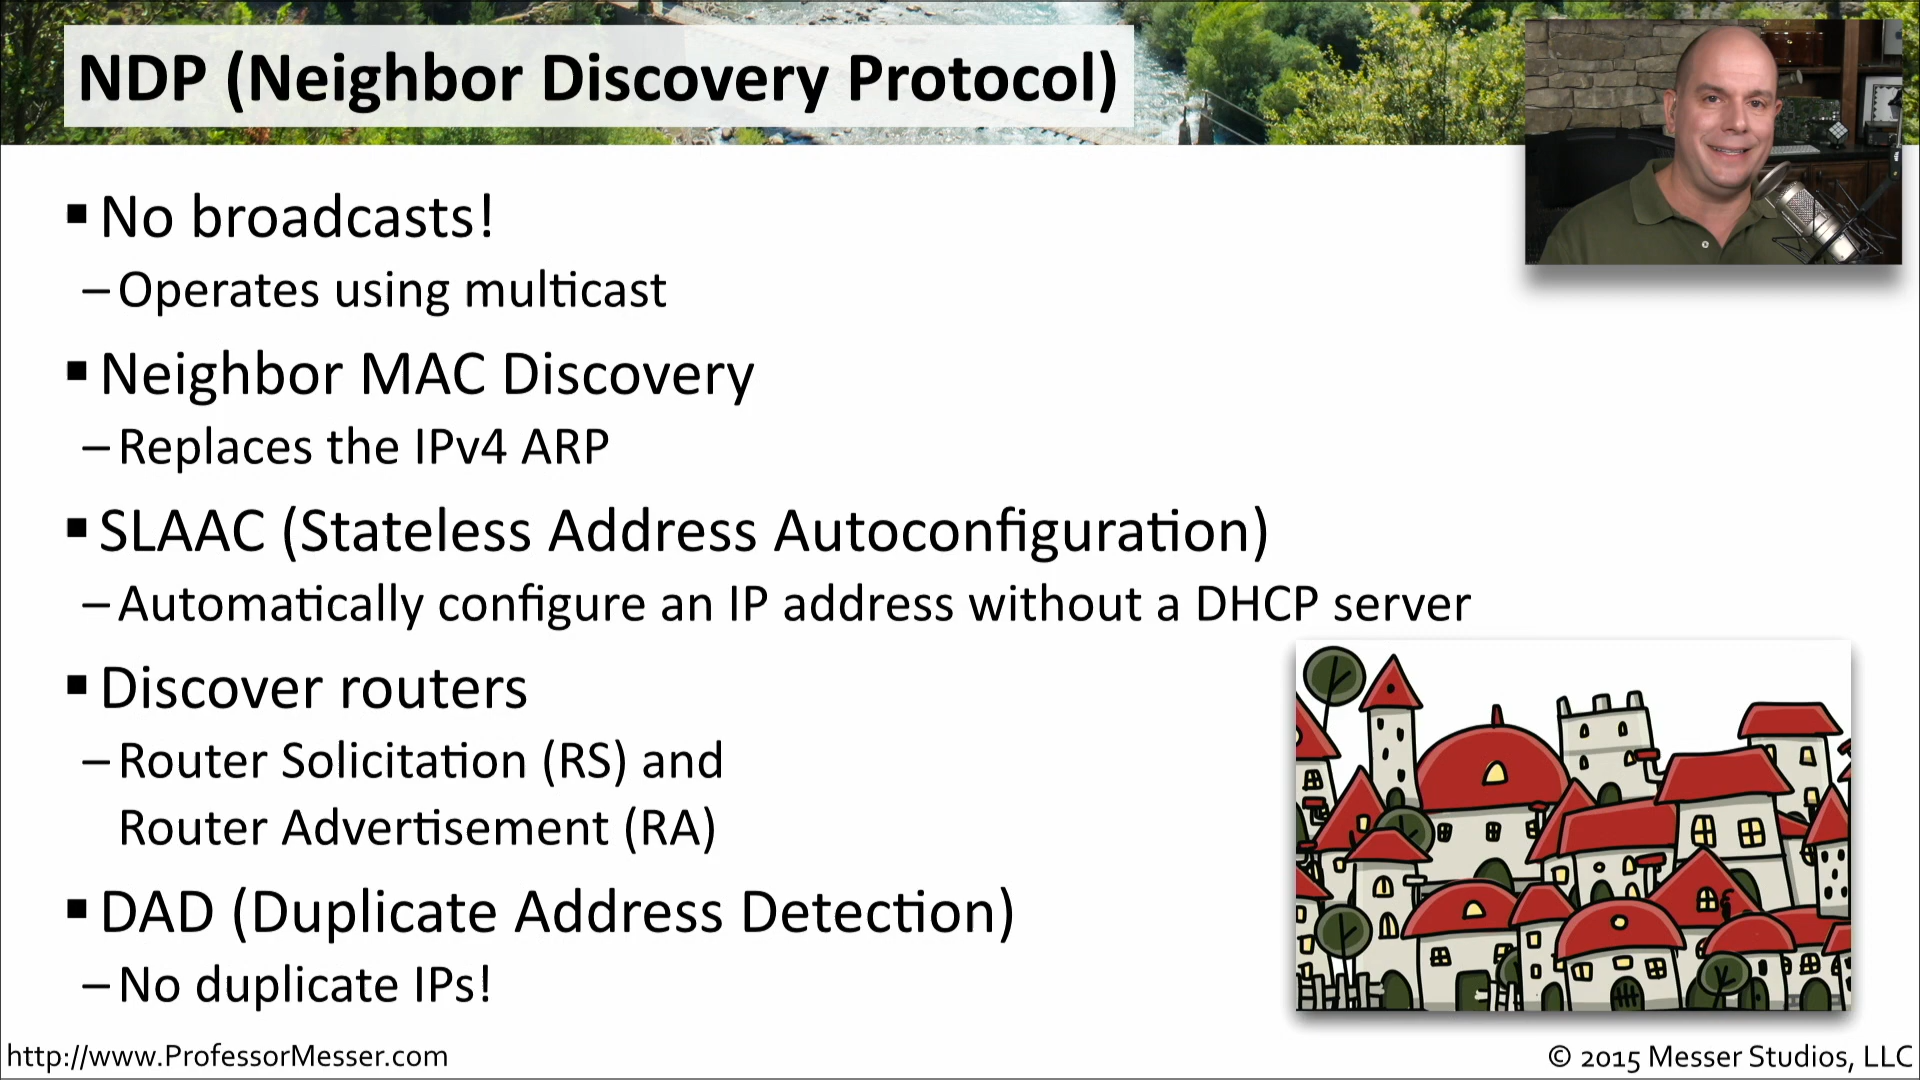 NDP (Neighbor Discovery Protocol)
▪ No broadcasts!
– Operates using multicast
▪ Neighbor MAC Discovery
– Replaces the IPv4 ARP
▪ SLAAC (Stateless Address Autoconfiguration)
– Automatically configure an IP address without a DHCP server
▪ Discover routers
– Router Solicitation (RS) and
Router Advertisement (RA)
▪ DAD (Duplicate Address Detection)
– No duplicate IPs!
http://www.ProfessorMesser.com
© 2015 Messer Studios, LLC